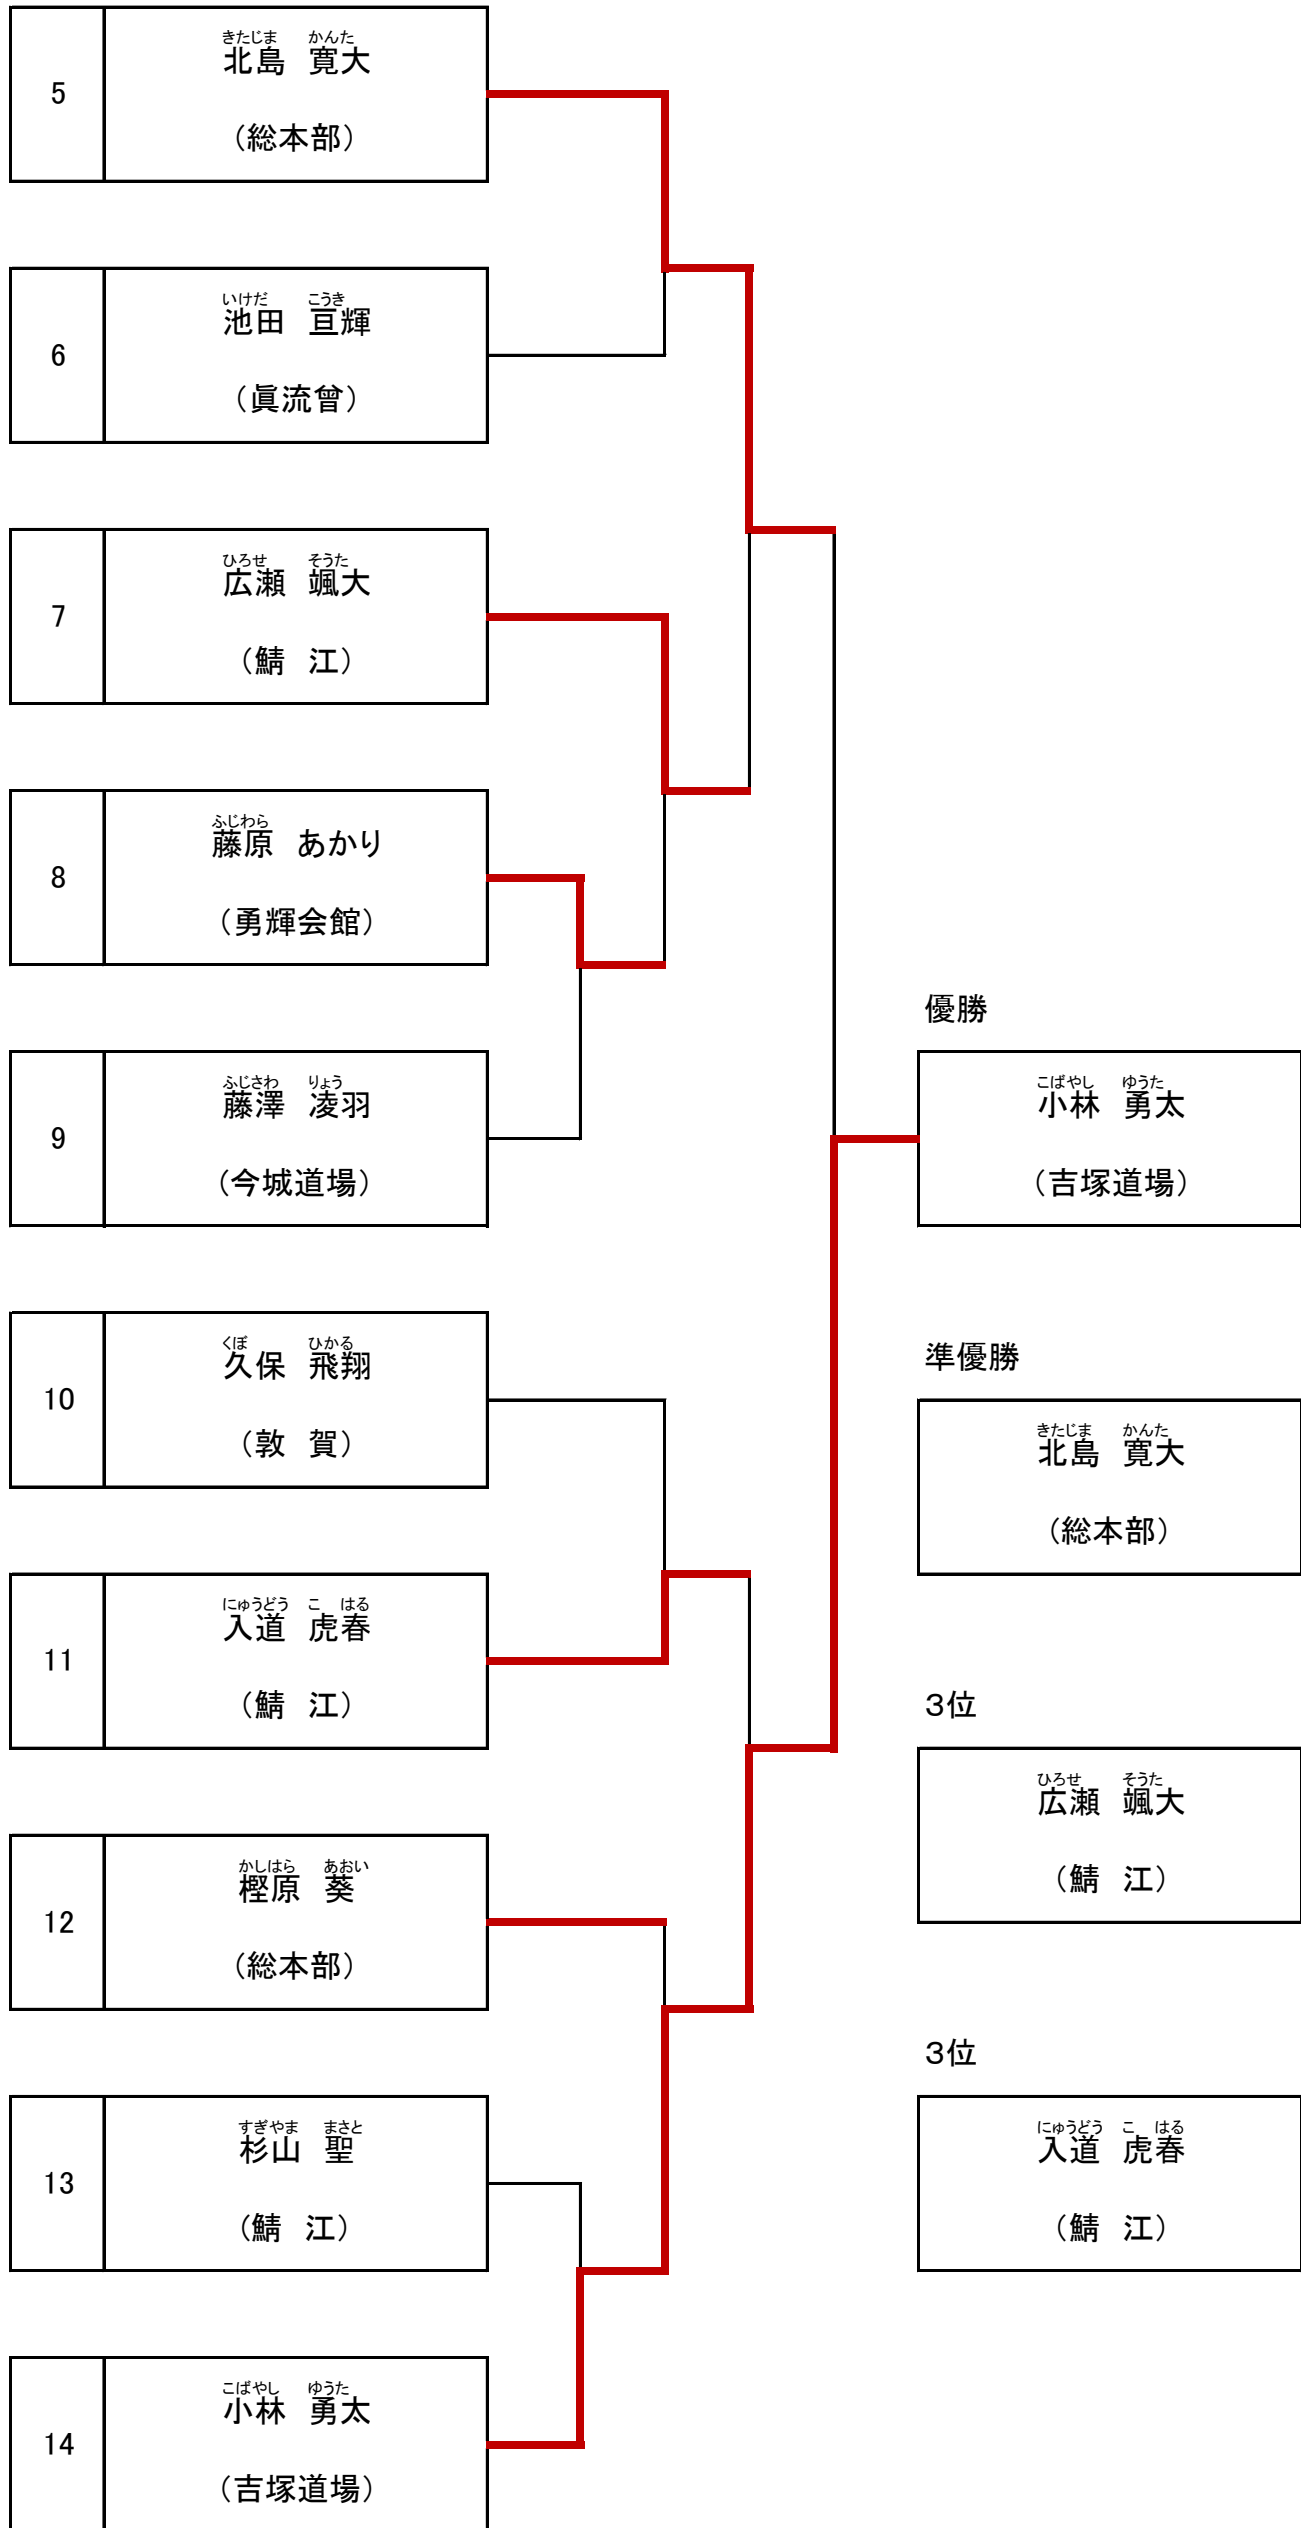 きたじま かんた
5 北島 寛大
(総本部)
いけだ こうき
6 池田 亘輝
(眞流曾)
ひろせ そうた
7 広瀬 颯大
(鯖 江)
ふじわら
8 藤原 あかり
(勇輝会館)
ふじさわ りょう
9 藤澤 凌羽
(今城道場)
くぼ ひかる
10 久保 飛翔
(敦 賀)
にゅうどう こ はる
11 入道 虎春
(鯖 江)
かしはら あおい
12 樫原 葵
(総本部)
すぎやま まさと
13 杉山 聖
(鯖 江)
こばやし ゆうた
14 小林 勇太
(吉塚道場)
優勝
こばやし ゆうた
小林 勇太
(吉塚道場)
準優勝
きたじま かんた
北島 寛大
(総本部)
3位
ひろせ そうた
広瀬 颯大
(鯖 江)
3位
にゅうどう こ はる
入道 虎春
(鯖 江)